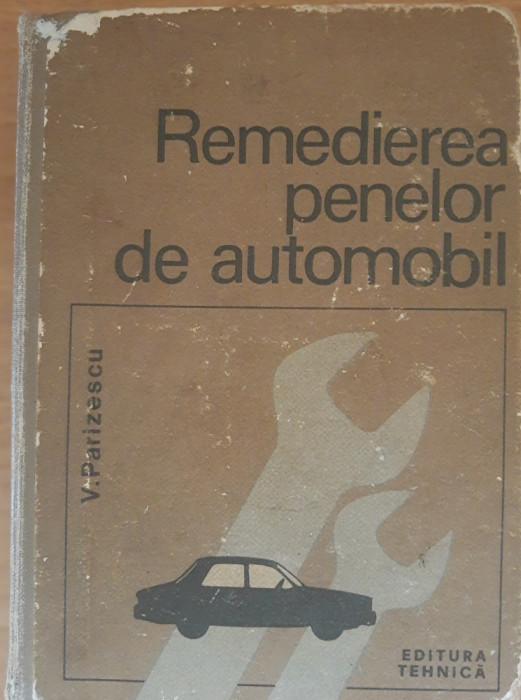 Remedierea
penelor
de automobil
V. Parizescu
EDITURA
TEHNICĂ